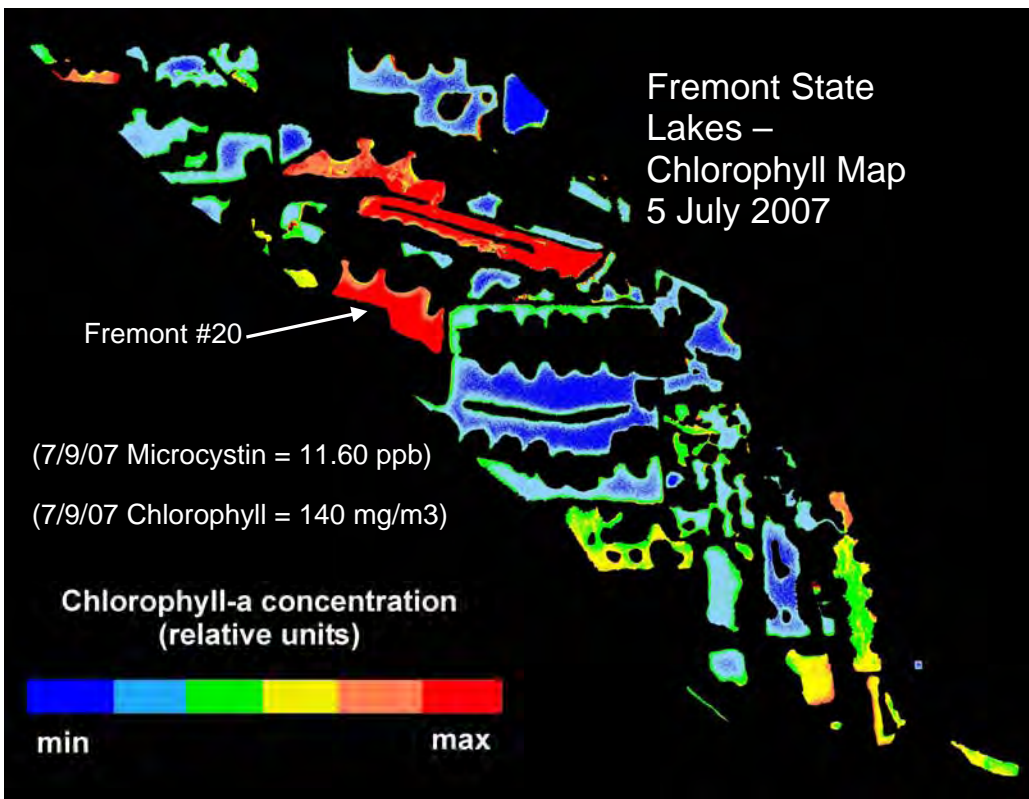 Fremont State
Lakes –
Chlorophyll Map
5 July 2007
Fremont #20
(7/9/07 Microcystin = 11.60 ppb)
(7/9/07 Chlorophyll = 140 mg/m3)
Chlorophyll-a concentration
(relative units)
min max